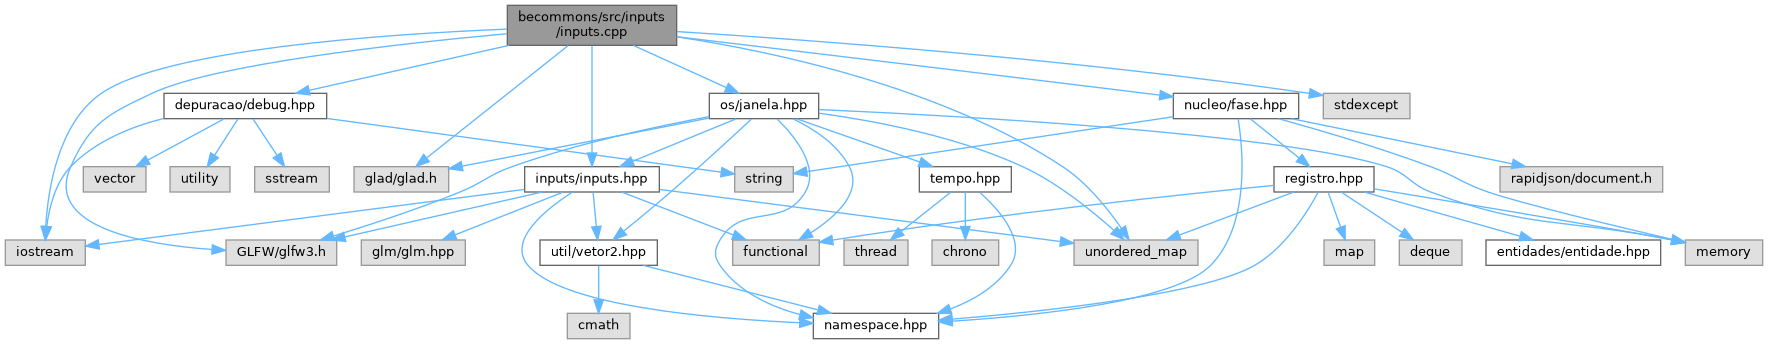 becommons/src/inputs
/inputs.cpp
depuracao/debug.hpp
os/janela.hpp
nucleo/fase.hpp
stdexcept
vector
utility
sstream
glad/glad.h
inputs/inputs.hpp
string
tempo.hpp
registro.hpp
rapidjson/document.h
iostream
GLFW/glfw3.h
glm/glm.hpp
util/vetor2.hpp
functional
thread
chrono
unordered_map
map
deque
entidades/entidade.hpp
memory
cmath
namespace.hpp